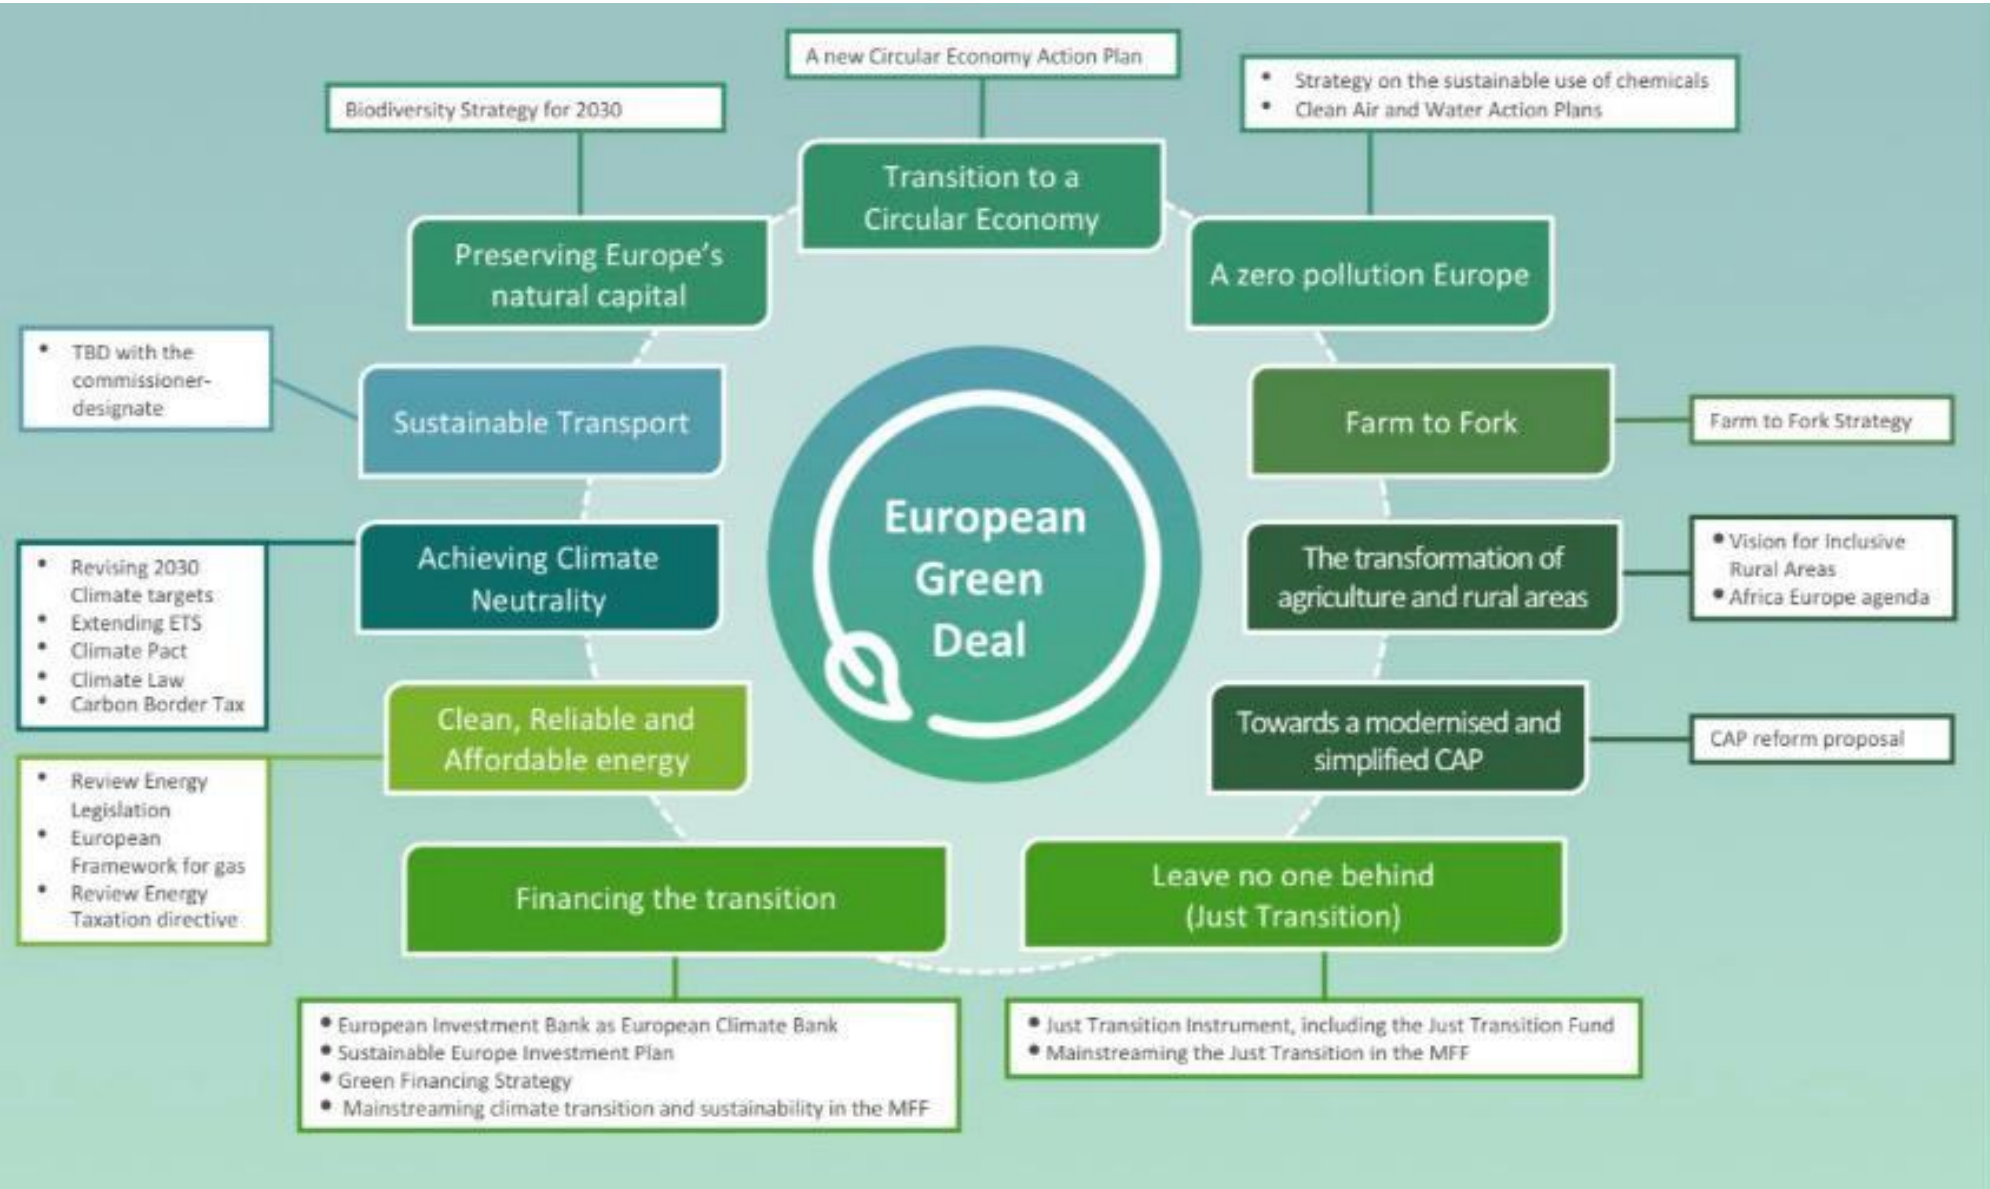 A new Circular Economy Action Plan
Biodiversity Strategy for 2030
• Strategy on the sustainable use of chemicals
• Clean Air and Water Action Plans
Transition to a
Circular Economy
Preserving Europe's
natural capital
A zero pollution Europe
• TBD with the
commissioner-
designate
Sustainable Transport
Farm to Fork
Farm to Fork Strategy
European
Green
Deal
• Revising 2030
Climate targets
• Extending ETS
• Climate Pact
• Climate Law
• Carbon Border Tax
Achieving Climate
Neutrality
The transformation of
agriculture and rural areas
• Vision for Inclusive
Rural Areas
• Africa Europe agenda
Clean, Reliable and
Affordable energy
Towards a modernised and
simplified CAP
CAP reform proposal
• Review Energy
Legislation
• European
Framework for gas
• Review Energy
Taxation directive
Financing the transition
Leave no one behind
(Just Transition)
• European Investment Bank as European Climate Bank
• Sustainable Europe Investment Plan
• Green Financing Strategy
• Mainstreaming climate transition and sustainability in the MFF
• Just Transition Instrument, including the Just Transition Fund
• Mainstreaming the Just Transition in the MFF